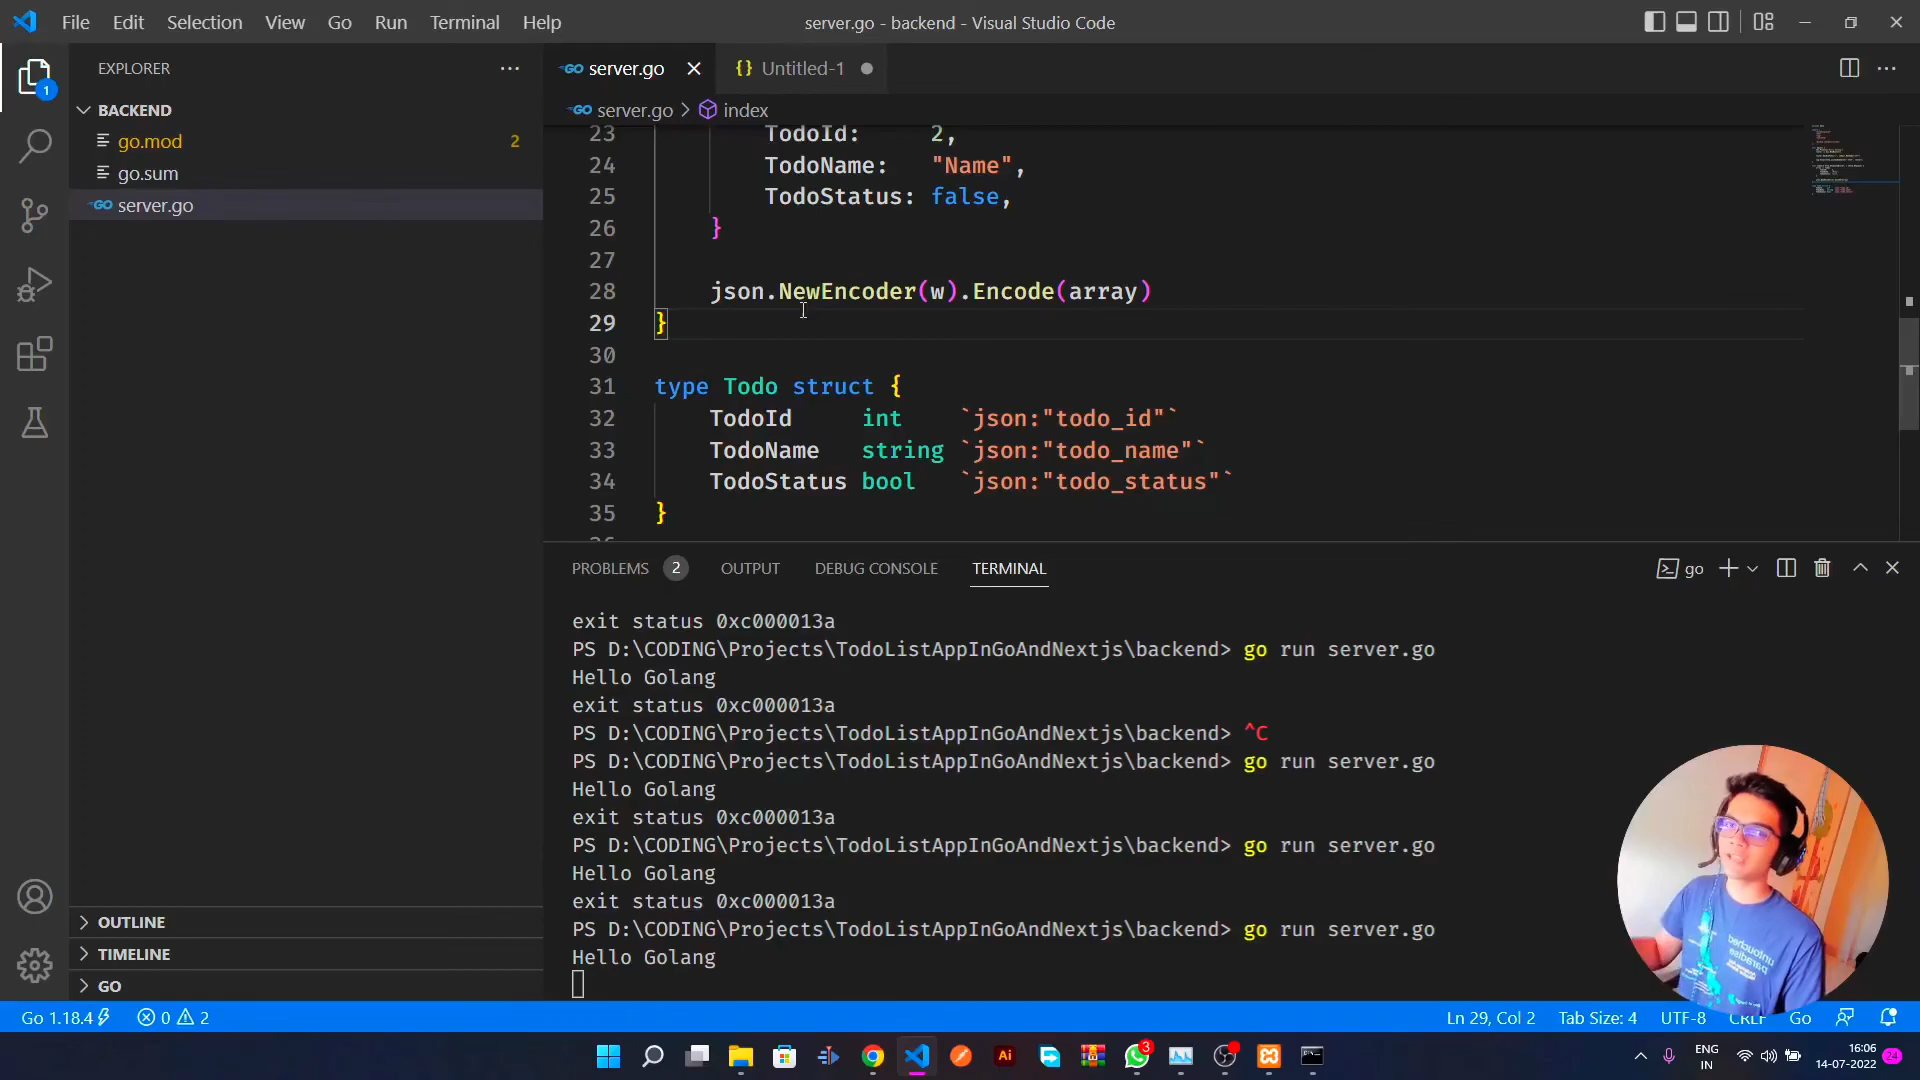 File Edit Selection View Go Run Terminal Help
server.go - backend - Visual Studio Code
EXPLORER
BACKEND
go.mod 2
go.sum
server.go
OUTLINE
TIMELINE
GO
server.go Untitled-1
server.go > index
23 TodoId: 2,
24 TodoName: "Name",
25 TodoStatus: false,
26 }
27
28 json.NewEncoder(w).Encode(array)
29 }
30
31 type Todo struct {
32 TodoId int `json:"todo_id"`
33 TodoName string `json:"todo_name"`
34 TodoStatus bool `json:"todo_status"`
35 }
PROBLEMS 2 OUTPUT DEBUG CONSOLE TERMINAL
go
exit status 0xc000013a
PS D:\CODING\Projects\TodoListAppInGoAndNextjs\backend> go run server.go
Hello Golang
exit status 0xc000013a
PS D:\CODING\Projects\TodoListAppInGoAndNextjs\backend> ^C
PS D:\CODING\Projects\TodoListAppInGoAndNextjs\backend> go run server.go
Hello Golang
exit status 0xc000013a
PS D:\CODING\Projects\TodoListAppInGoAndNextjs\backend> go run server.go
Hello Golang
exit status 0xc000013a
PS D:\CODING\Projects\TodoListAppInGoAndNextjs\backend> go run server.go
Hello Golang
1
Go 1.18.4 0 2
Ln 29, Col 2 Tab Size: 4 UTF-8 CRLF Go
Ai
3
ENG
IN
16:06
14-07-2022
24